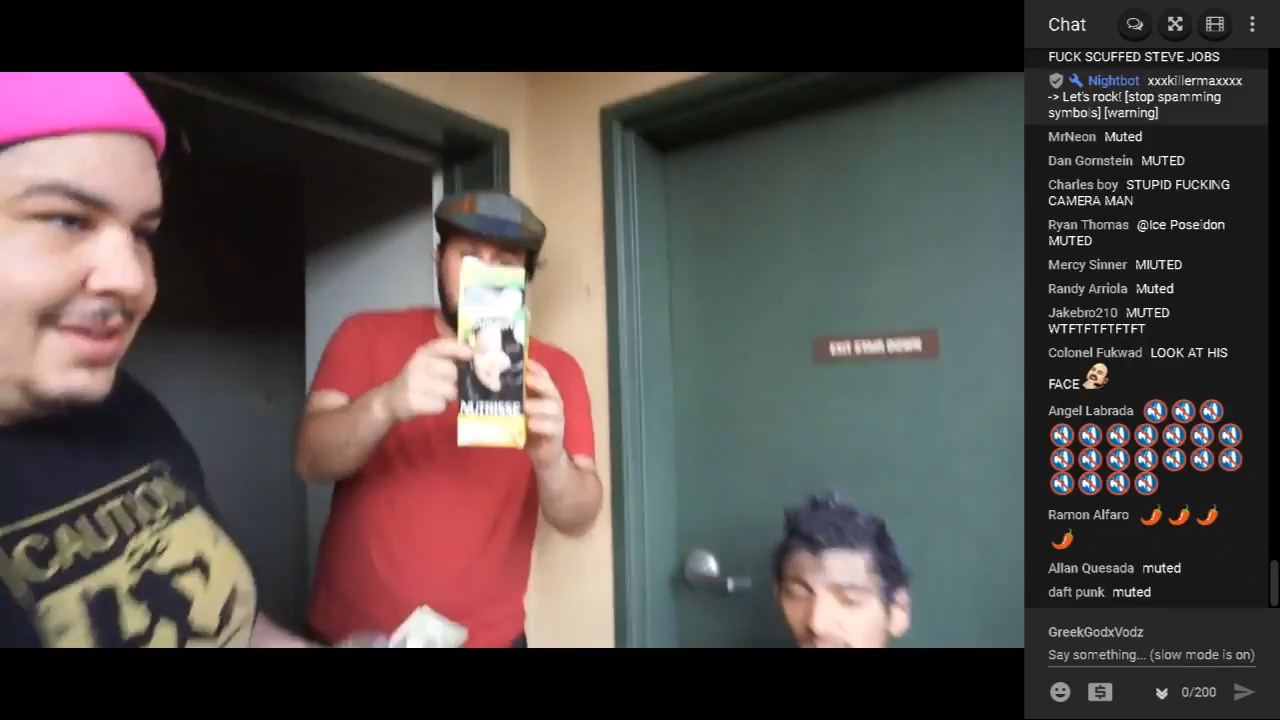 CAUTION
NUTRISSE
EXIT STAIR DOWN
Chat
FUCK SCUFFED STEVE JOBS
Nightbot xxxkillermaxxxx
-> Let's rock! [stop spamming
symbols] [warning]
MrNeon Muted
Dan Gornstein MUTED
Charles boy STUPID FUCKING
CAMERA MAN
Ryan Thomas @Ice Poseidon
MUTED
Mercy Sinner MIUTED
Randy Arriola Muted
Jakebro210 MUTED
WTFTFTFTFTFT
Colonel Fukwad LOOK AT HIS
FACE
Angel Labrada
Ramon Alfaro
Allan Quesada muted
daft punk muted
GreekGodxVodz
Say something... (slow mode is on)
0/200